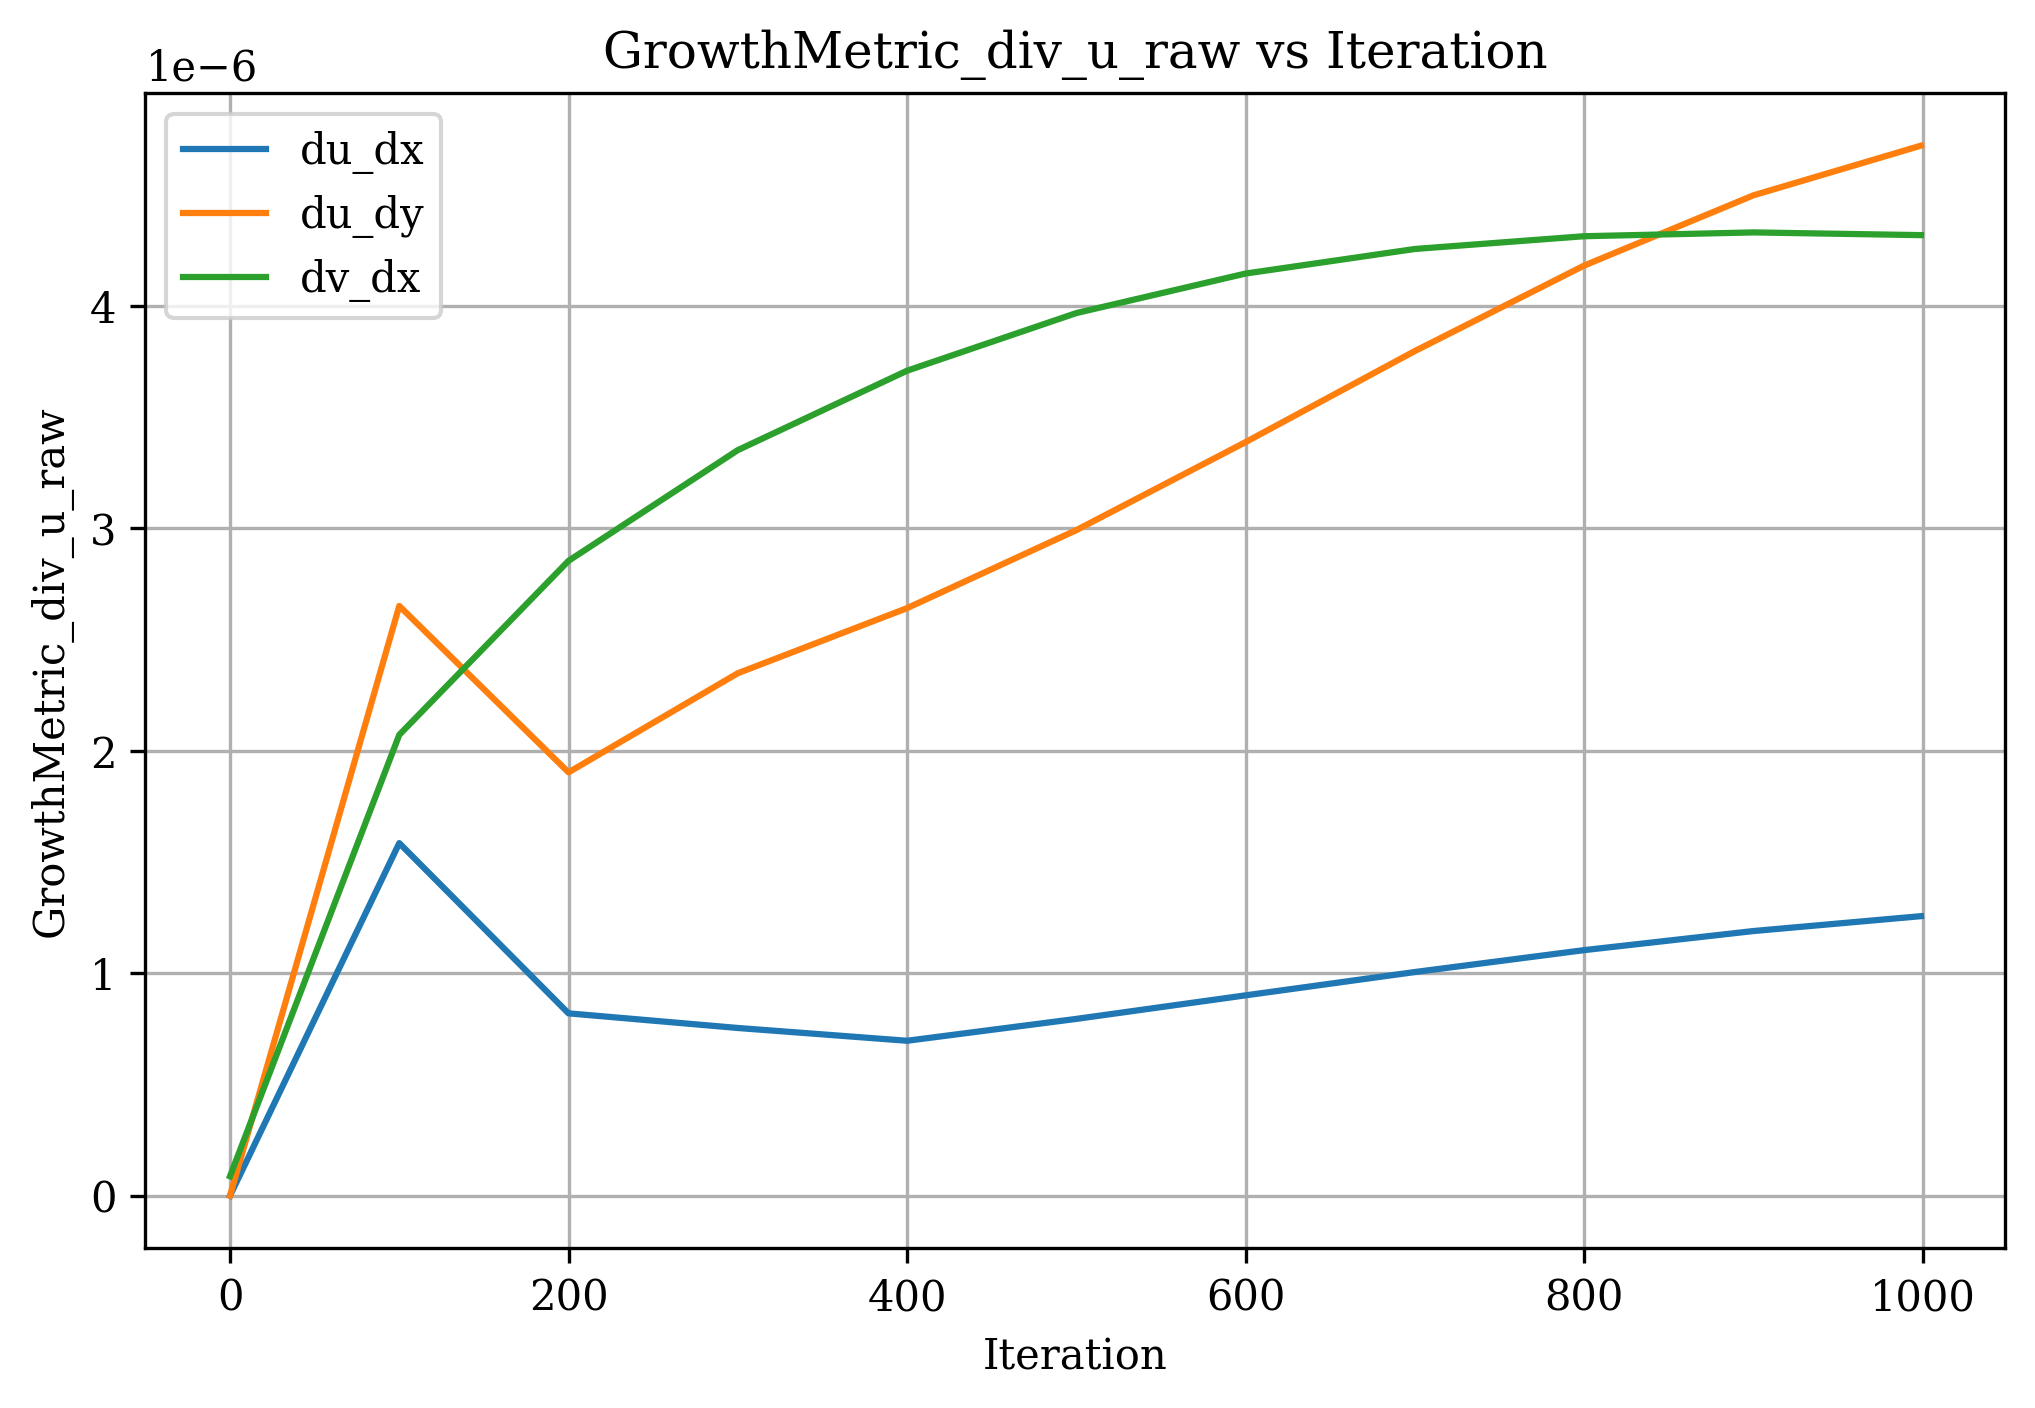 GrowthMetric_div_u_raw vs Iteration
1e−6
du_dx
du_dy
dv_dx
GrowthMetric_div_u_raw
4
3
2
1
0
0 200 400 600 800 1000
Iteration